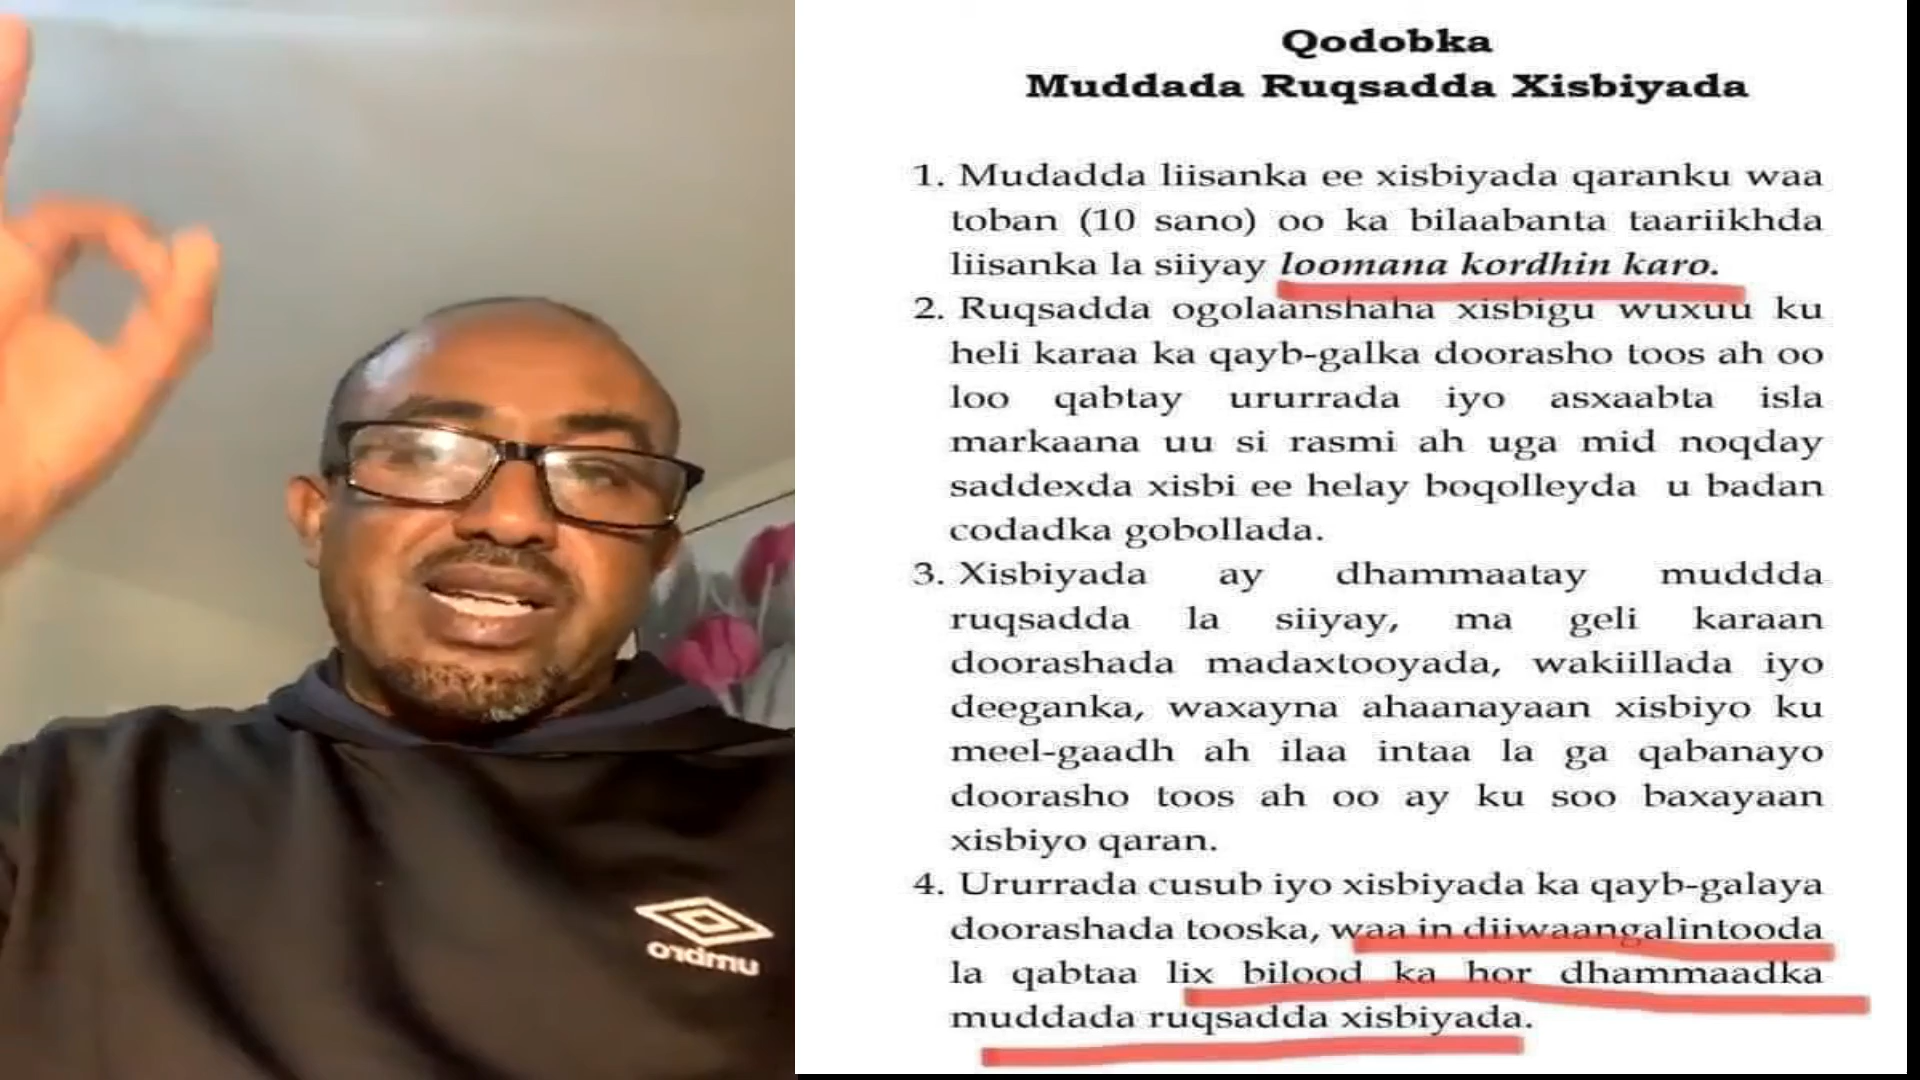 Qodobka
Muddada Ruqsadda Xisbiyada
1. Mudadda liisanka ee xisbiyada qaranku waa
toban (10 sano) oo ka bilaabanta taariikhda
liisanka la siiyay loomana kordhin karo.
2. Ruqsadda ogolaanshaha xisbigu wuxuu ku
heli karaa ka qayb-galka doorasho toos ah oo
loo qabtay ururrada iyo asxaabta isla
markaana uu si rasmi ah uga mid noqday
saddexda xisbi ee helay boqolleyda u badan
codadka gobollada.
3. Xisbiyada ay dhammaatay muddda
ruqsadda la siiyay, ma geli karaan
doorashada madaxtooyada, wakiillada iyo
deeganka, waxayna ahaanayaan xisbiyo ku
meel-gaadh ah ilaa intaa la ga qabanayo
doorasho toos ah oo ay ku soo baxayaan
xisbiyo qaran.
4. Ururrada cusub iyo xisbiyada ka qayb-galaya
doorashada tooska, waa in diiwaangalintooda
la qabtaa lix bilood ka hor dhammaadka
muddada ruqsadda xisbiyada.
umbro